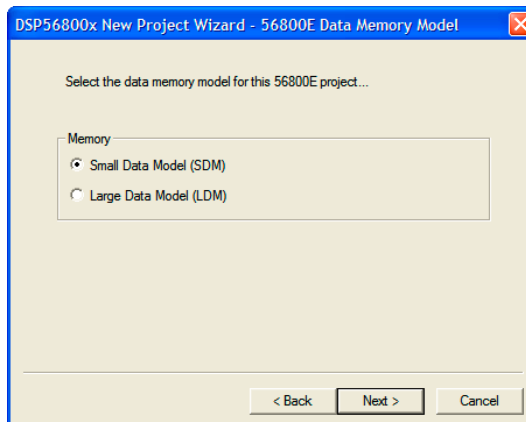 DSP56800x New Project Wizard - 56800E Data Memory Model
Select the data memory model for this 56800E project...
Memory
Small Data Model (SDM)
Large Data Model (LDM)
< Back
Next >
Cancel